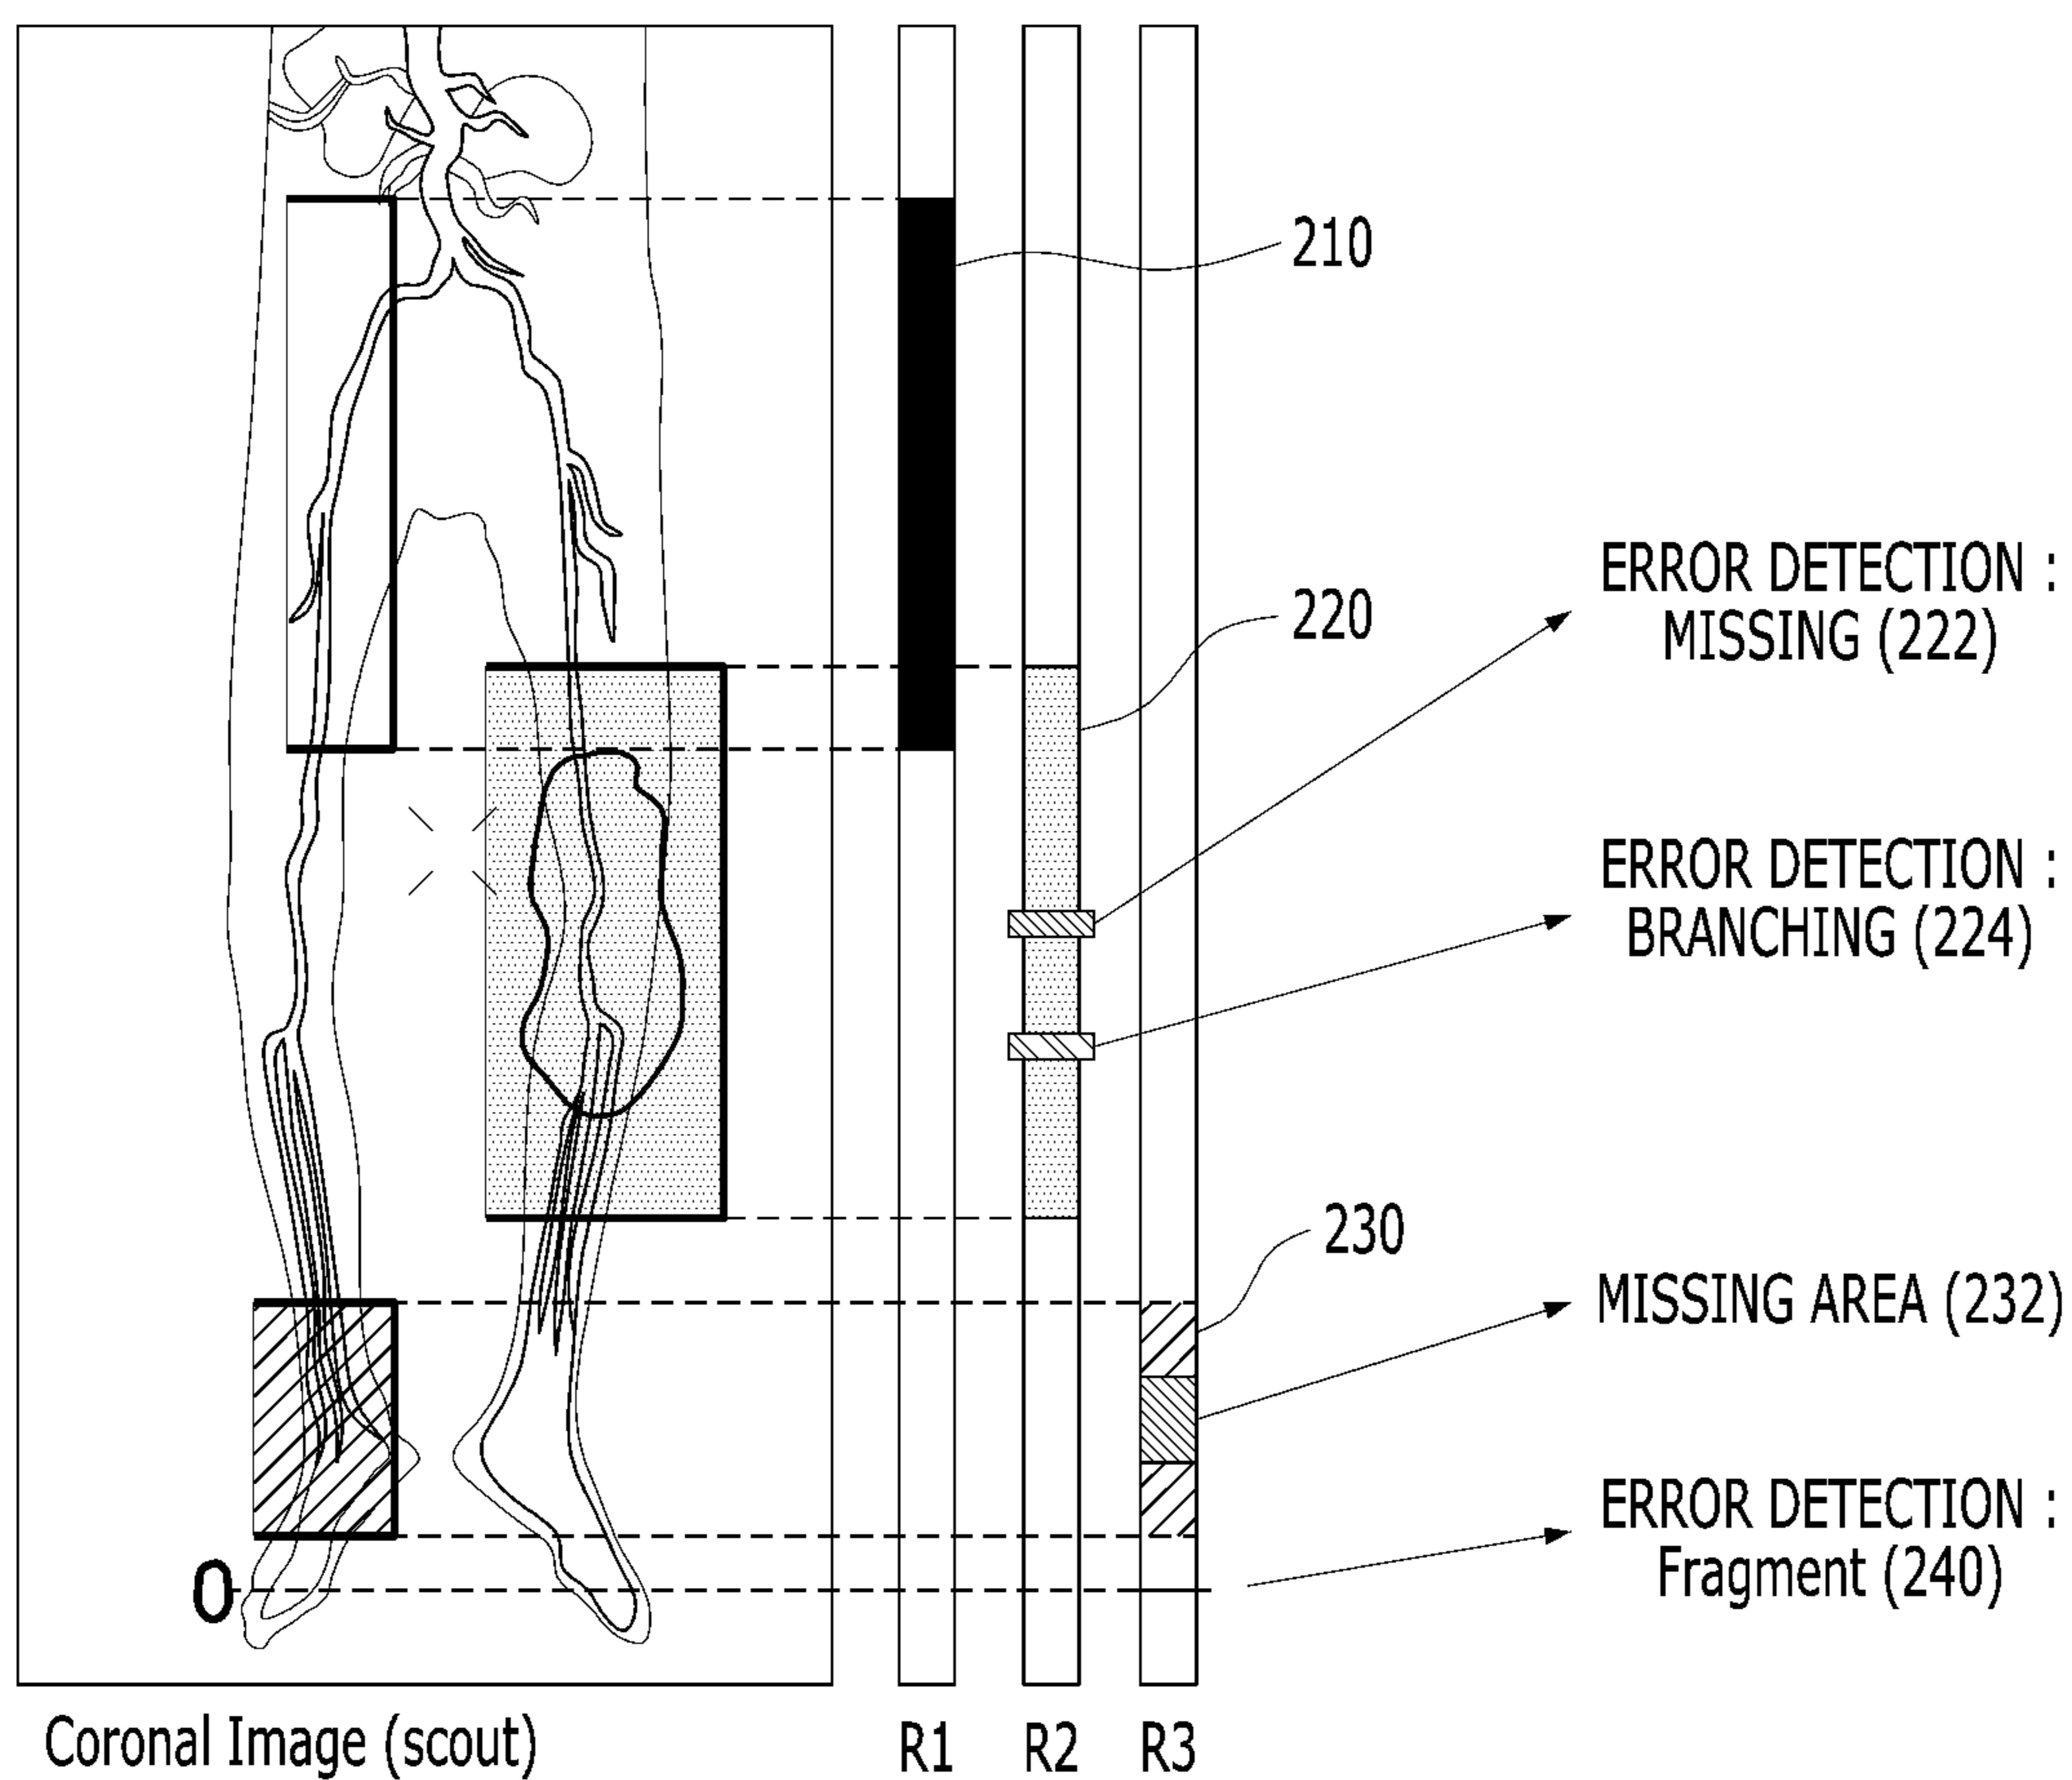 210
ERROR DETECTION :
MISSING (222)
220
ERROR DETECTION :
BRANCHING (224)
230
MISSING AREA (232)
ERROR DETECTION :
Fragment (240)
0
Coronal Image (scout)
R1
R2
R3